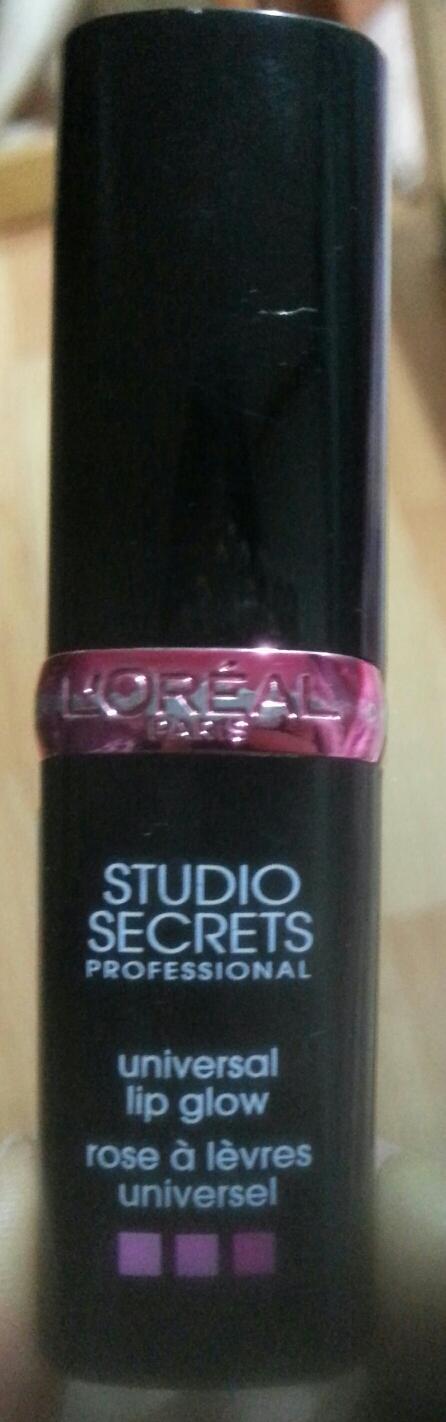 L'ORÉAL
PARIS
STUDIO
SECRETS
PROFESSIONAL
universal
lip glow
rose à lèvres
universel